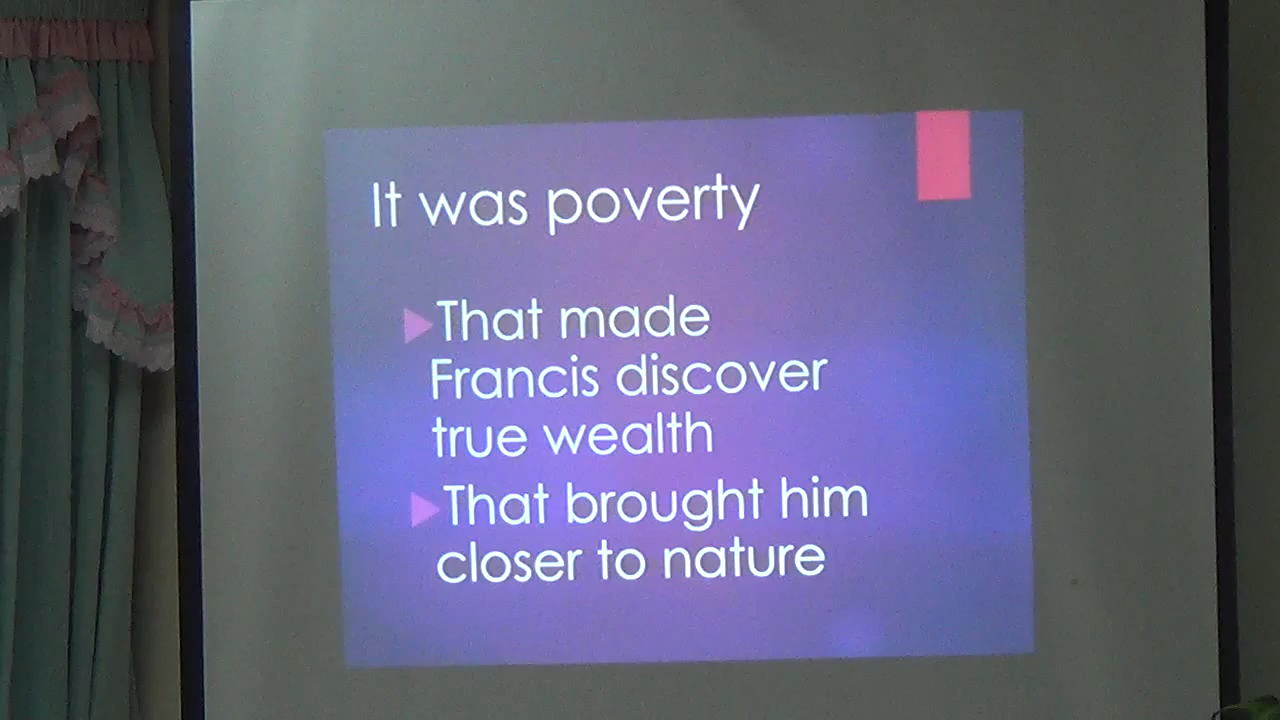 It was poverty
That made
Francis discover
true wealth
That brought him
closer to nature